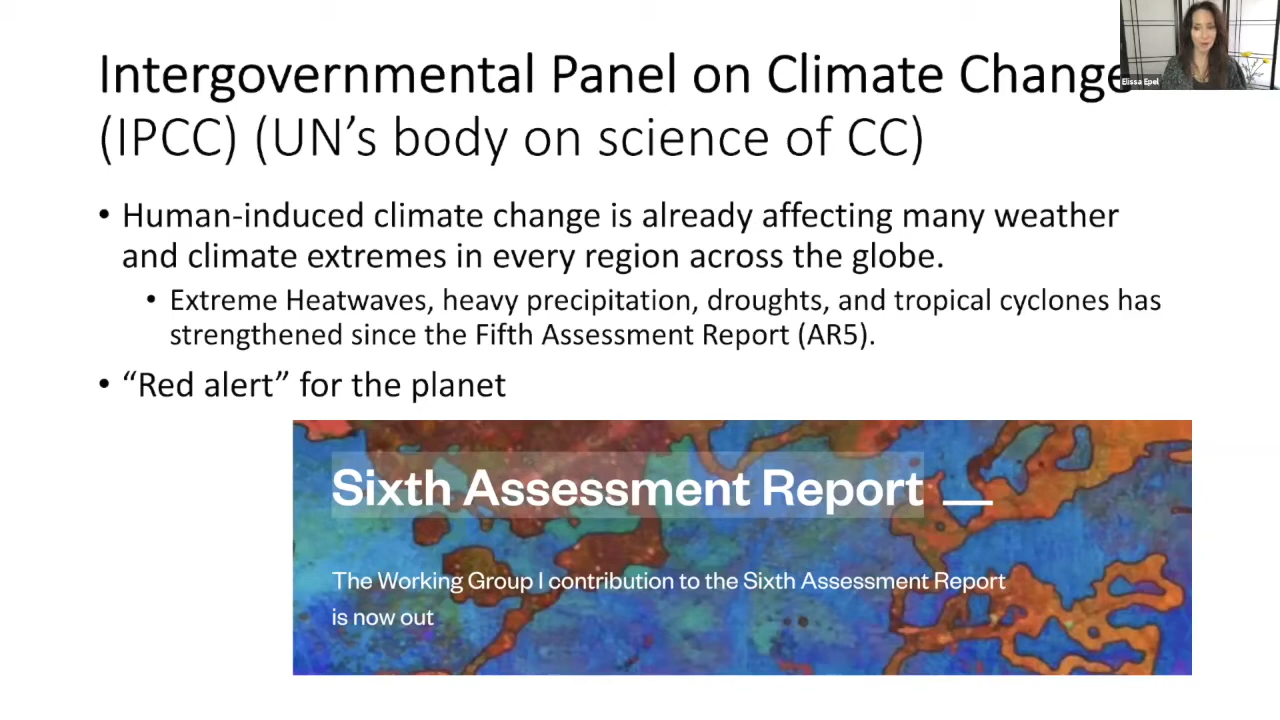 Intergovernmental Panel on Climate Change
(IPCC) (UN’s body on science of CC)
Elissa Epel
• Human-induced climate change is already affecting many weather
and climate extremes in every region across the globe.
• Extreme Heatwaves, heavy precipitation, droughts, and tropical cyclones has
strengthened since the Fifth Assessment Report (AR5).
• “Red alert” for the planet
Sixth Assessment Report
The Working Group I contribution to the Sixth Assessment Report
is now out